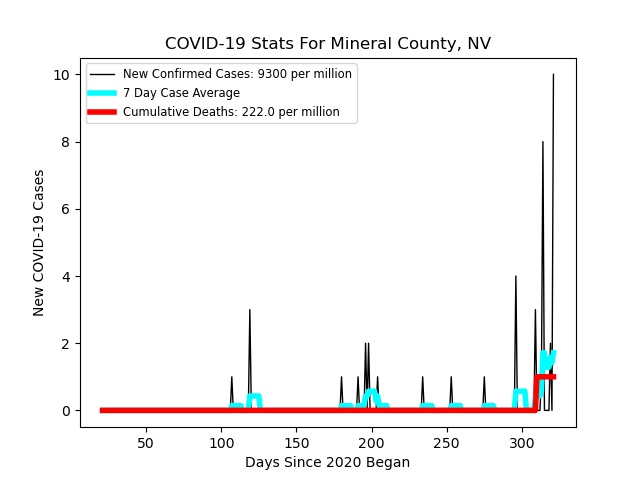 COVID-19 Stats For Mineral County, NV
New Confirmed Cases: 9300 per million
7 Day Case Average
Cumulative Deaths: 222.0 per million
New COVID-19 Cases
10
8
6
4
2
0
50 100 150 200 250 300
Days Since 2020 Began